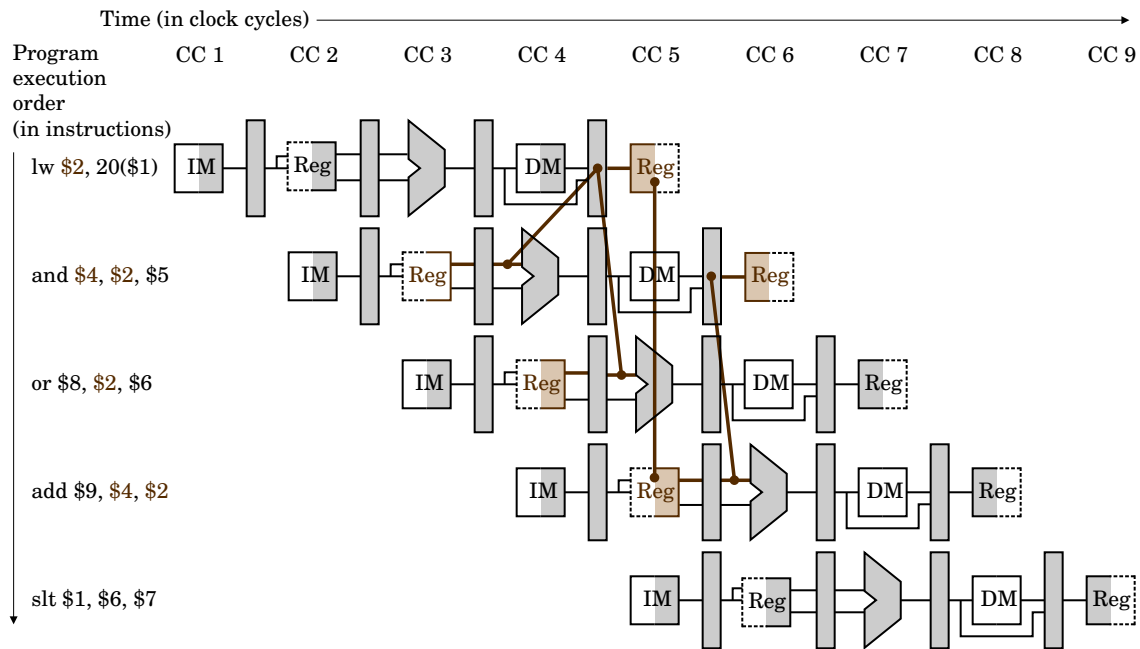 Time (in clock cycles)
Program
execution
order
(in instructions)
CC 1 CC 2 CC 3 CC 4 CC 5 CC 6 CC 7 CC 8 CC 9
lw $2, 20($1) IM Reg DM Reg
and $4, $2, $5 IM Reg DM Reg
or $8, $2, $6 IM Reg DM Reg
add $9, $4, $2 IM Reg DM Reg
slt $1, $6, $7 IM Reg DM Reg